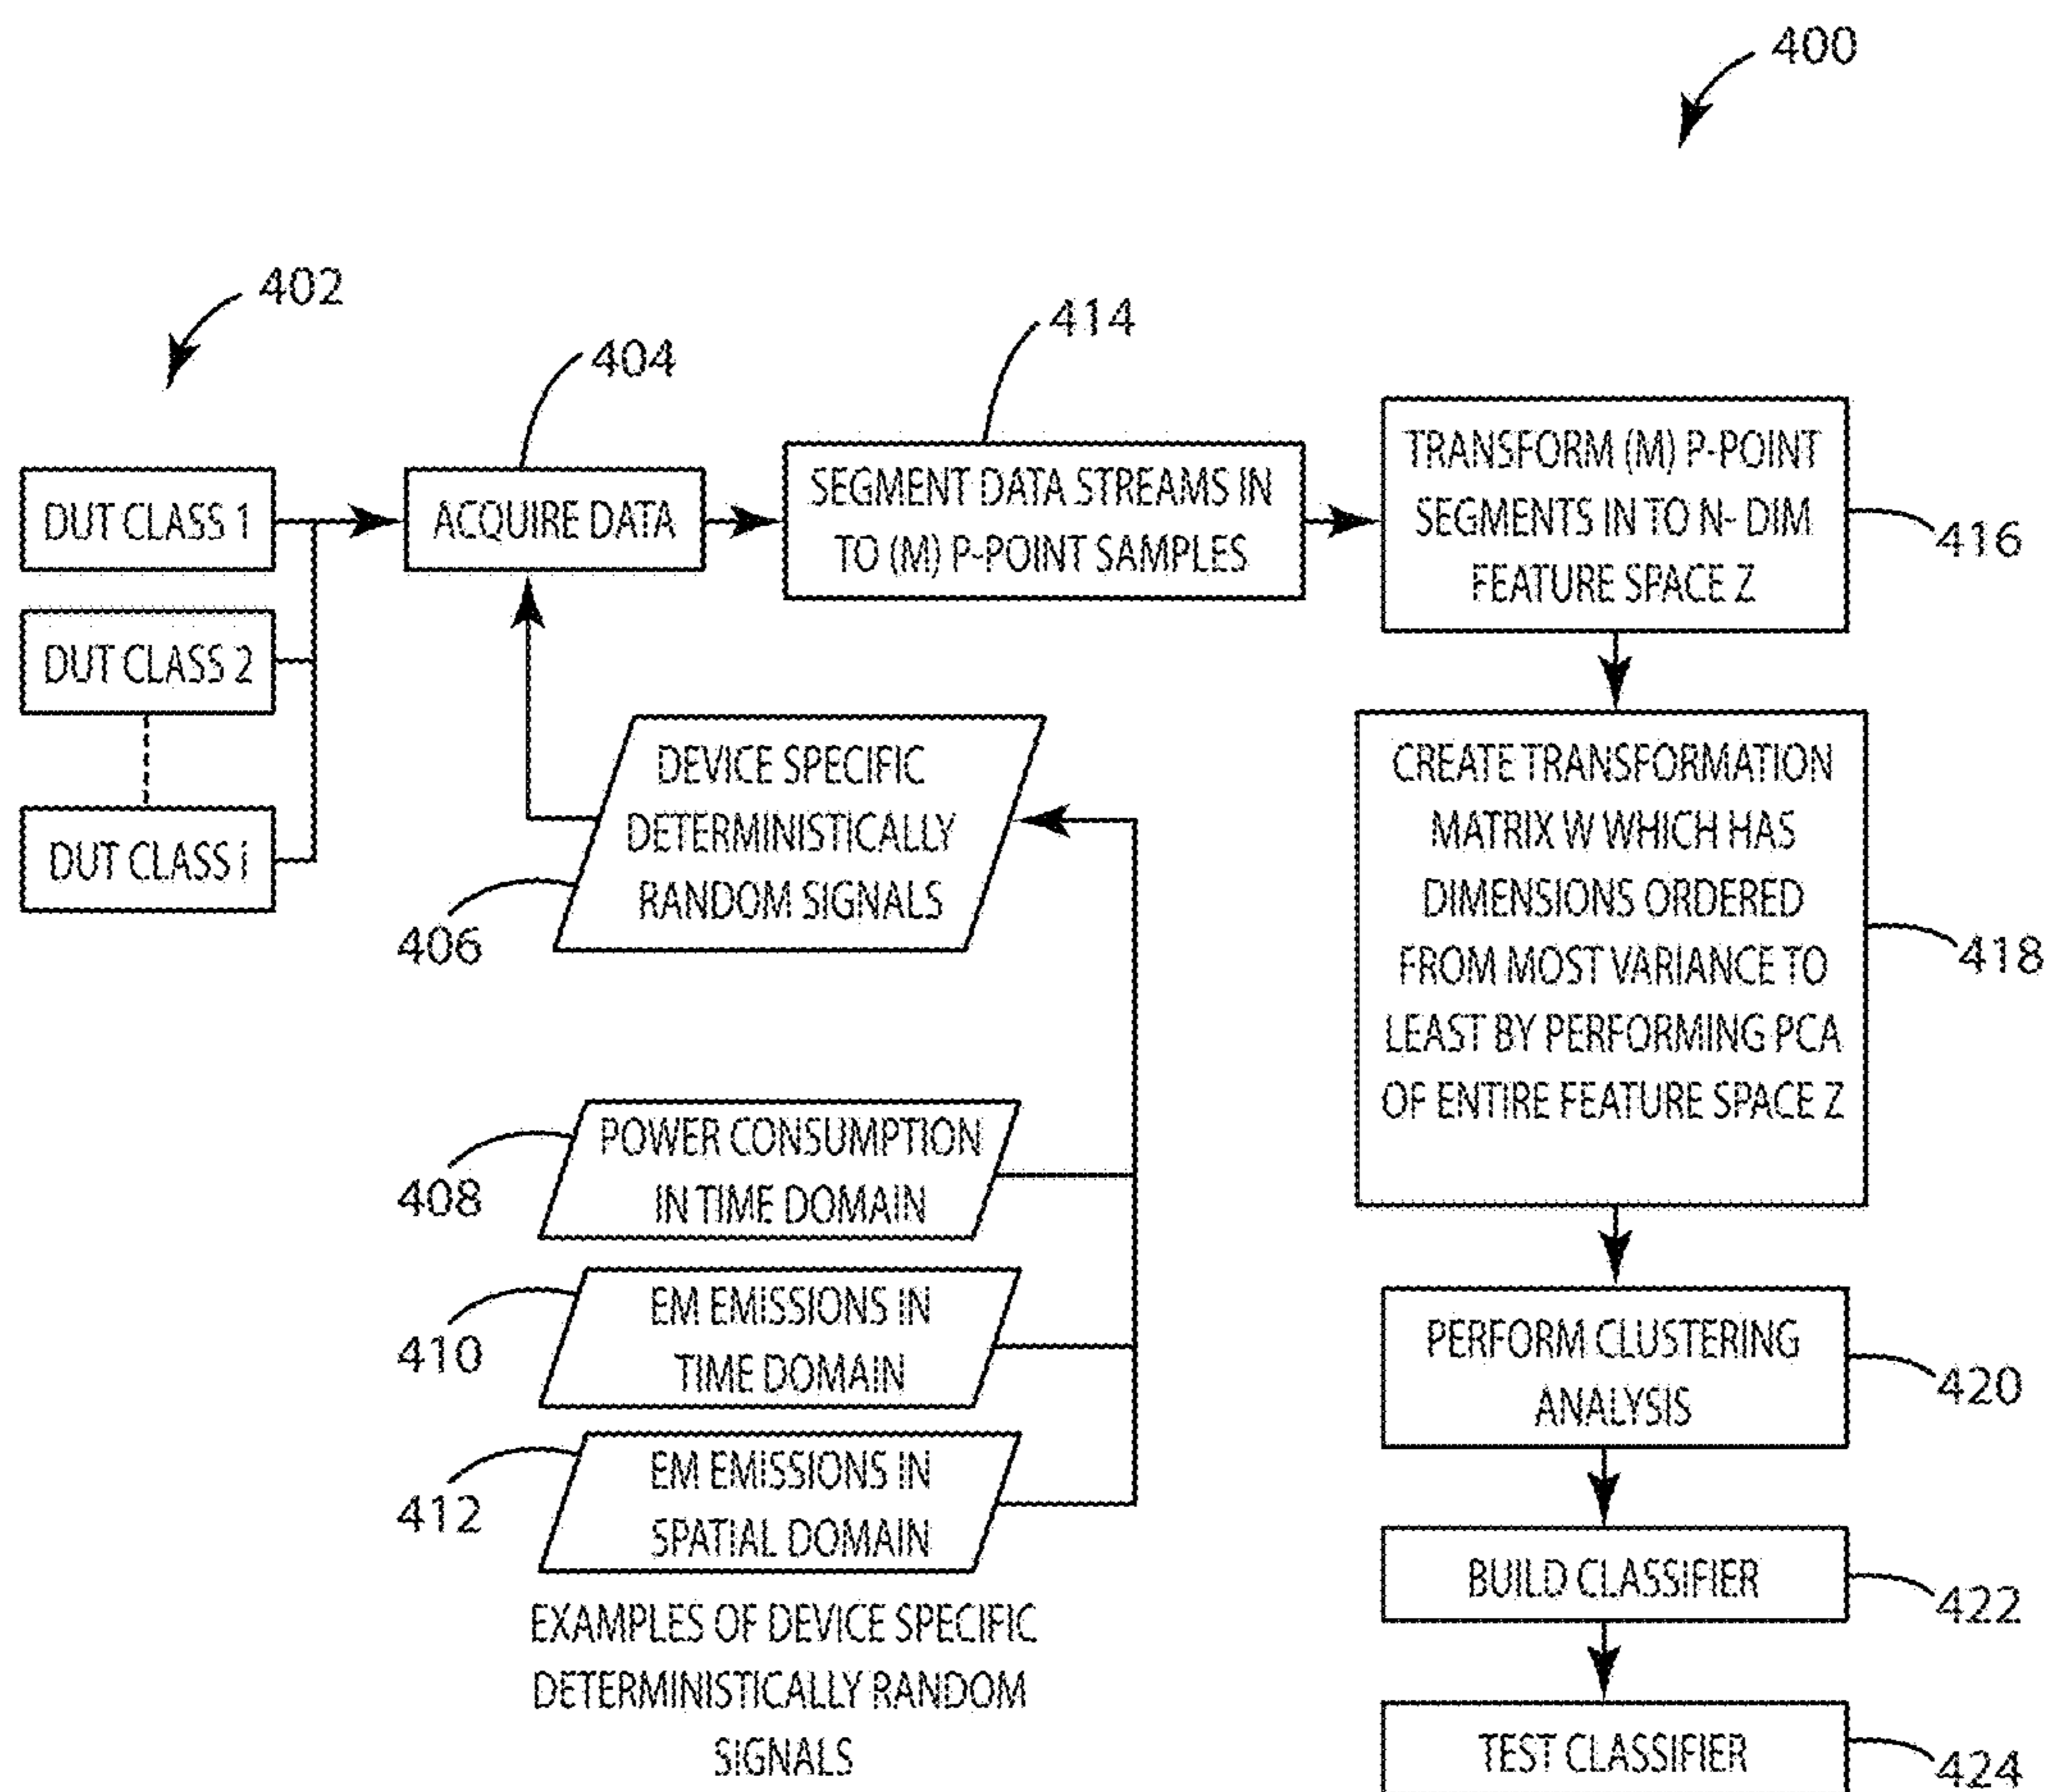 400
402
404
414
DUT CLASS 1
DUT CLASS 2
DUT CLASS i
ACQUIRE DATA
SEGMENT DATA STREAMS IN
TO (M) P-POINT SAMPLES
TRANSFORM (M) P-POINT
SEGMENTS IN TO N- DIM
FEATURE SPACE Z
416
DEVICE SPECIFIC
DETERMINISTICALLY
RANDOM SIGNALS
406
CREATE TRANSFORMATION
MATRIX W WHICH HAS
DIMENSIONS ORDERED
FROM MOST VARIANCE TO
LEAST BY PERFORMING PCA
OF ENTIRE FEATURE SPACE Z
418
POWER CONSUMPTION
IN TIME DOMAIN
408
EM EMISSIONS IN
TIME DOMAIN
410
EM EMISSIONS IN
SPATIAL DOMAIN
412
EXAMPLES OF DEVICE SPECIFIC
DETERMINISTICALLY RANDOM
SIGNALS
PERFORM CLUSTERING
ANALYSIS
420
BUILD CLASSIFIER
422
TEST CLASSIFIER
424